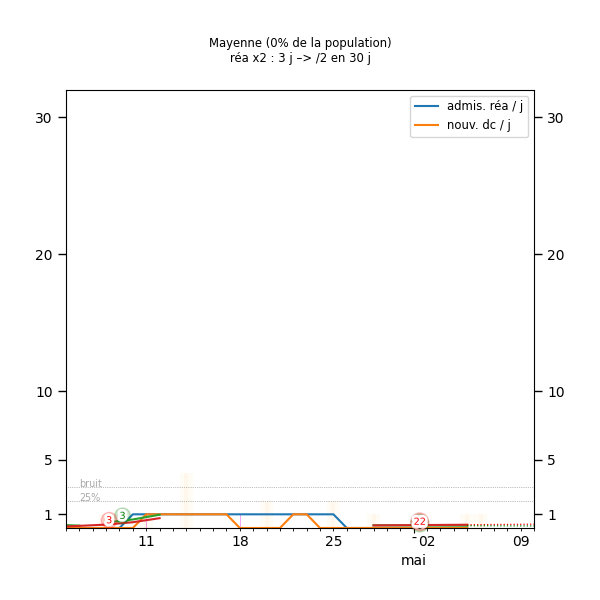 Mayenne (0% de la population)
réa x2 : 3 j –> /2 en 30 j
admis. réa / j
nouv. dc / j
30 30
20 20
10 10
5 5
bruit
25%
1 1
3 3 22
11 18 25 02 09
mai